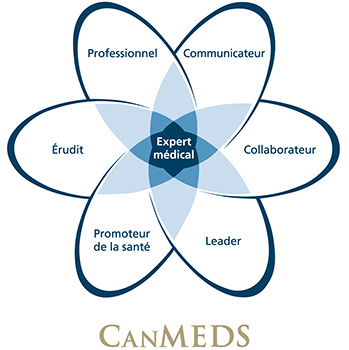 Professionnel
Communicateur
Érudit
Expert
médical
Collaborateur
Promoteur
de la santé
Leader
CANMEDS